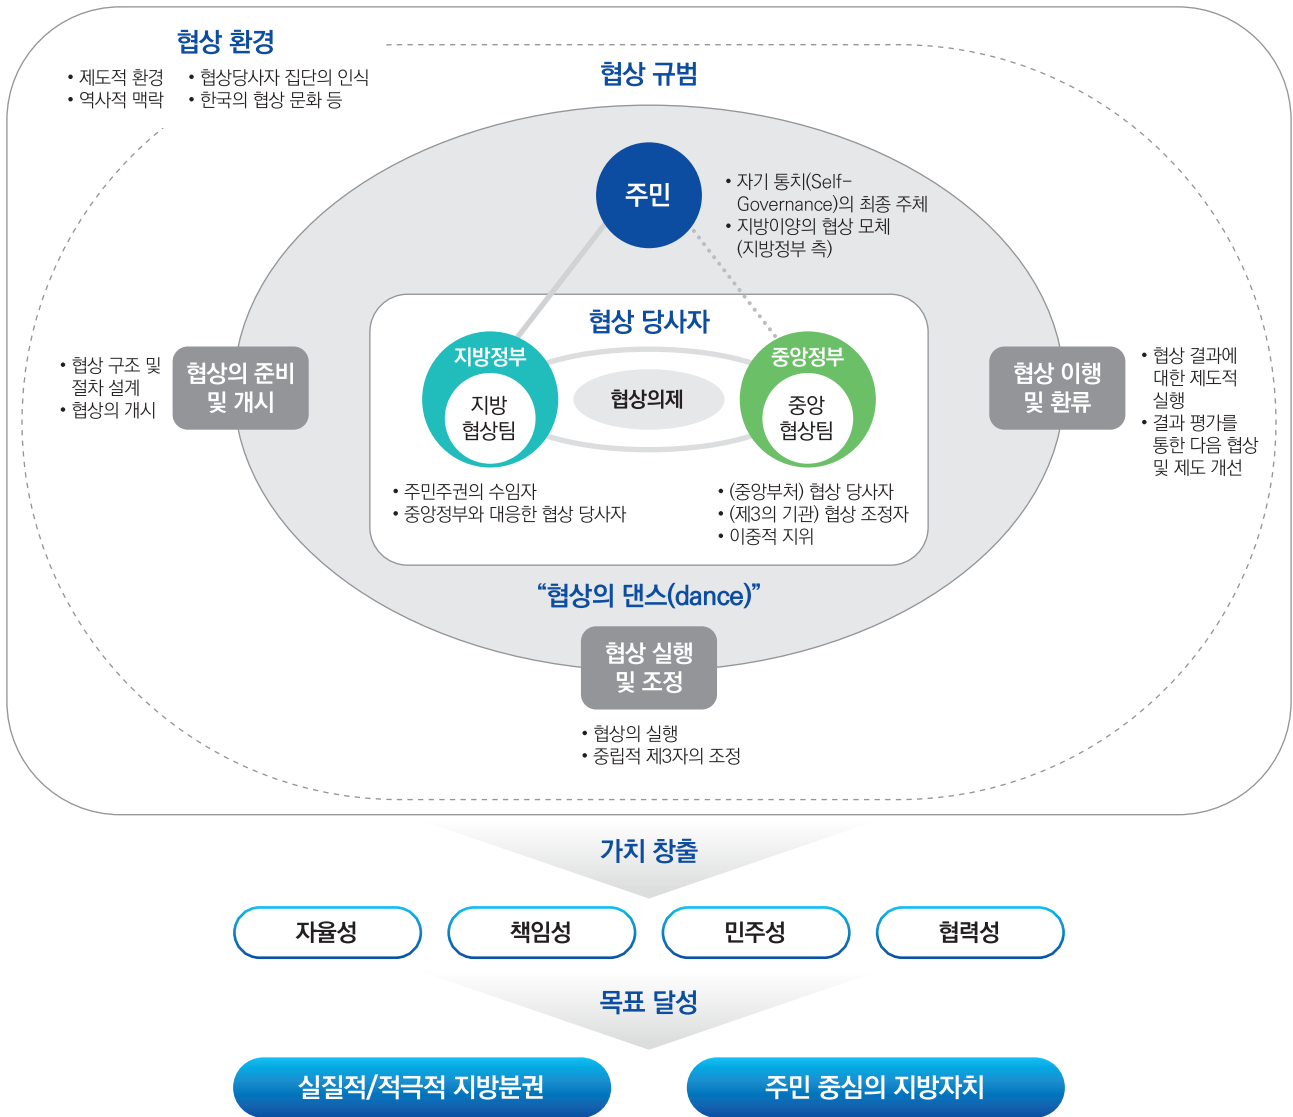 협상 환경
• 제도적 환경
• 역사적 맥락
• 협상당사자 집단의 인식
• 한국의 협상 문화 등
협상 규범
주민
• 자기 통치(Self-
Governance)의 최종 주체
• 지방이양의 협상 모체
(지방정부 측)
협상 당사자
지방정부
지방
협상팀
협상의제
중앙정부
중앙
협상팀
• 주민주권의 수임자
• 중앙정부와 대응한 협상 당사자
• (중앙부처) 협상 당사자
• (제3의 기관) 협상 조정자
• 이중적 지위
• 협상 구조 및
절차 설계
• 협상의 개시
협상의 준비
및 개시
협상 이행
및 환류
• 협상 결과에
대한 제도적
실행
• 결과 평가를
통한 다음 협상
및 제도 개선
“협상의 댄스(dance)”
협상 실행
및 조정
• 협상의 실행
• 중립적 제3자의 조정
가치 창출
자율성
책임성
민주성
협력성
목표 달성
실질적/적극적 지방분권
주민 중심의 지방자치